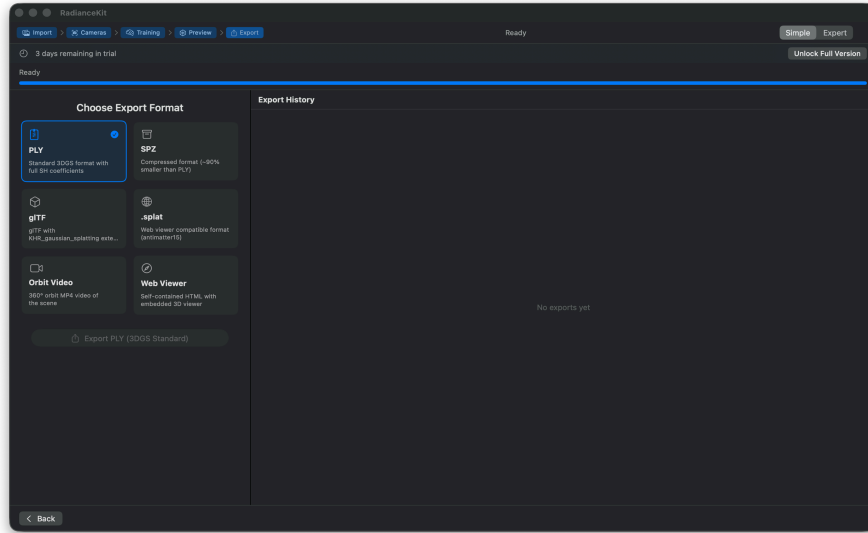 RadianceKit
Import > Cameras > Training > Preview > Export
Ready
Simple Expert
3 days remaining in trial
Unlock Full Version
Ready
Choose Export Format
PLY
Standard 3DGS format with
full SH coefficients
SPZ
Compressed format (~90%
smaller than PLY)
glTF
glTF with
KHR_gaussian_splatting exte...
.splat
Web viewer compatible format
(antimatter15)
Orbit Video
360° orbit MP4 video of
the scene
Web Viewer
Self-contained HTML with
embedded 3D viewer
Export PLY (3DGS Standard)
Export History
No exports yet
< Back